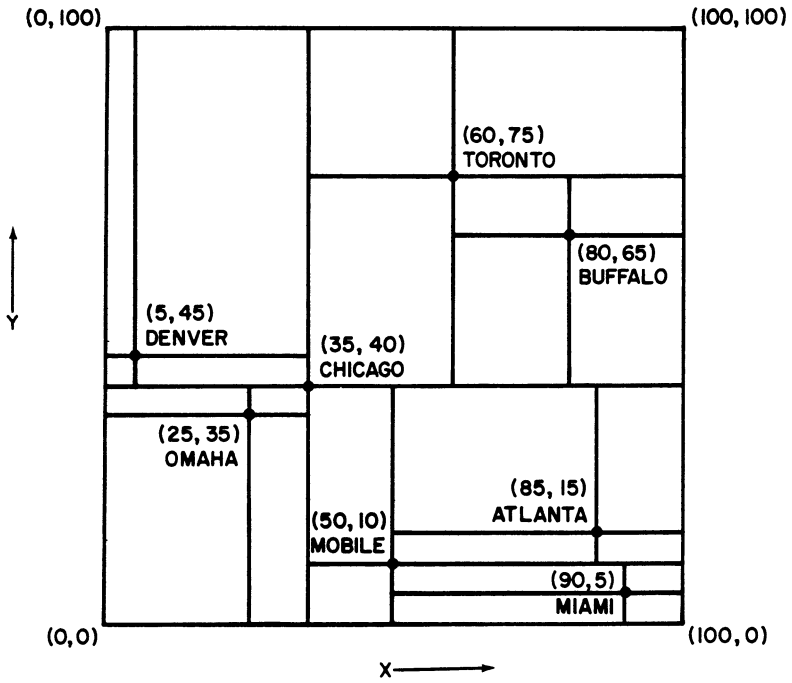 (0,100)
(100,100)
(60,75)
TORONTO
(80,65)
BUFFALO
Y
(5,45)
DENVER
(35,40)
CHICAGO
(25,35)
OMAHA
(85,15)
ATLANTA
(50,10)
MOBILE
(90,5)
MIAMI
(0,0)
(100,0)
X